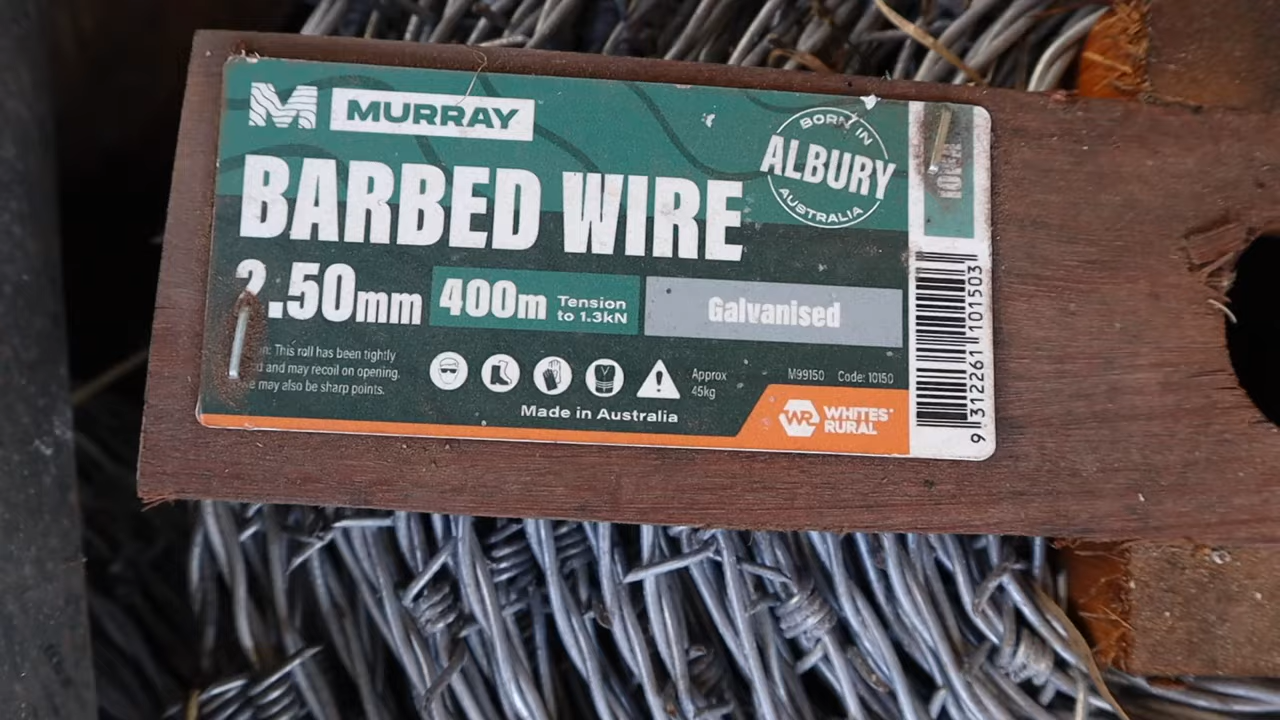 M MURRAY
BORN IN
ALBURY
AUSTRALIA
BARBED WIRE
2.50mm
400m Tension
to 1.3kN
Galvanised
This roll has been tightly
and may recoil on opening.
may also be sharp points.
Approx
45kg
M99150 Code: 10150
Made in Australia
WR WHITES
RURAL
9 312261 101503